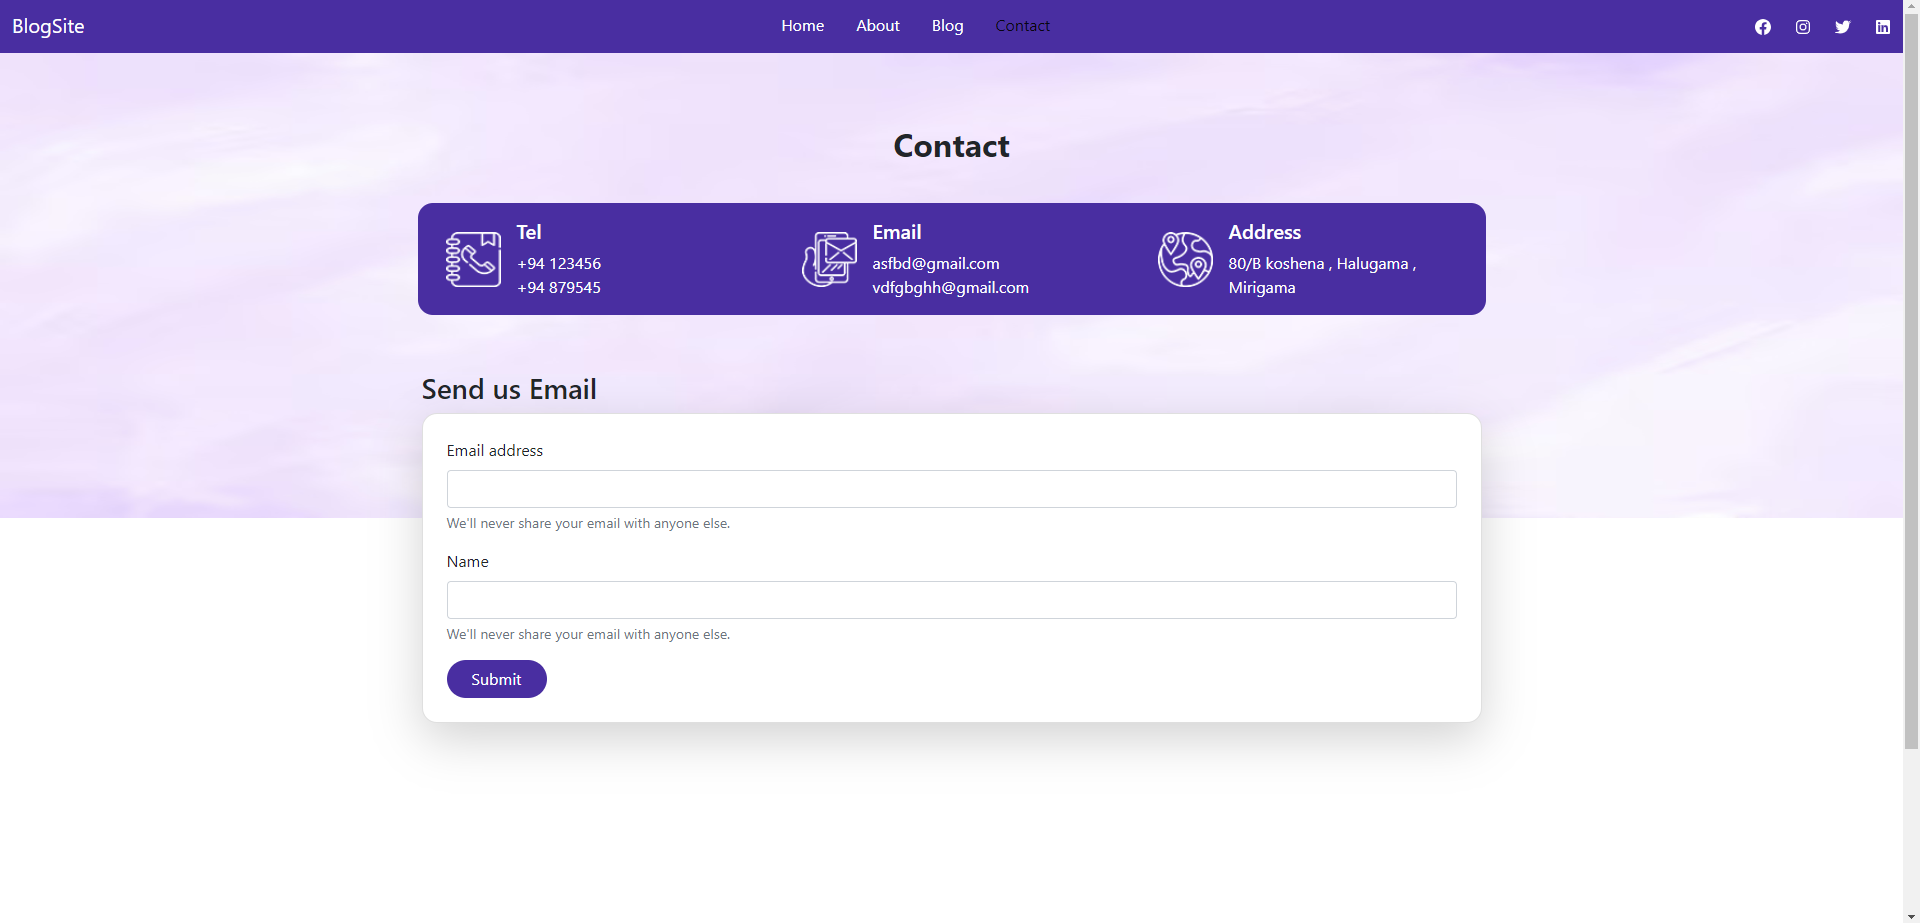 BlogSite
Home About Blog Contact
Contact
Tel
+94 123456
+94 879545
Email
asfbd@gmail.com
vdfgbghh@gmail.com
Address
80/B koshena , Halugama ,
Mirigama
Send us Email
Email address
We'll never share your email with anyone else.
Name
We'll never share your email with anyone else.
Submit